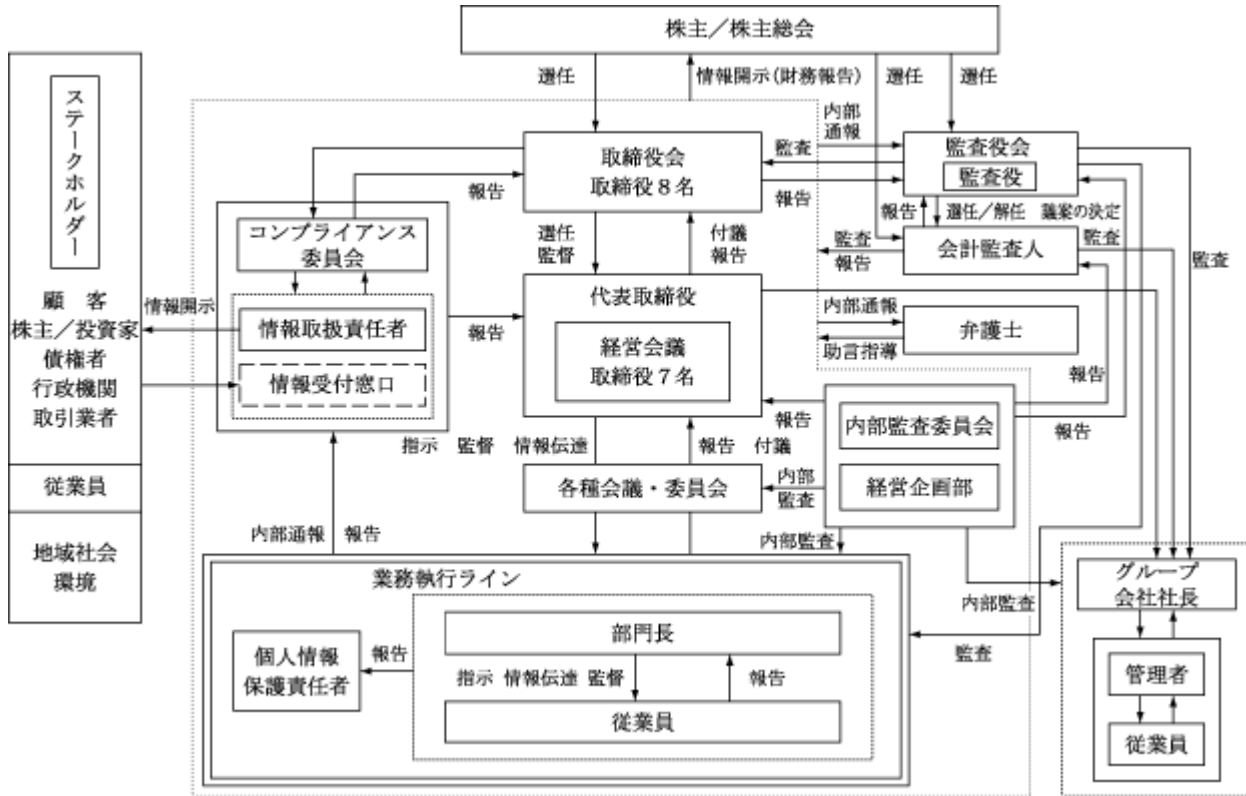 株主／株主総会
選任
情報開示(財務報告)
選任
選任
ステークホルダー
顧　客
株主／投資家
債権者
行政機関
取引業者
従業員
地域社会
環境
情報開示
取締役会
取締役８名
監査
報告
内部
通報
監査役会
監査役
報告
選任／解任　議案の決定
会計監査人
監査
監査
監査
報告
報告
コンプライアンス
委員会
情報取扱責任者
情報受付窓口
選任
監督
付議
報告
代表取締役
経営会議
取締役７名
報告
内部通報
助言指導
弁護士
報告
報告
報告
内部監査委員会
経営企画部
指示　監督　情報伝達
報告　付議
各種会議・委員会
内部
監査
内部監査
内部通報
報告
業務執行ライン
部門長
指示 情報伝達 監督
報告
従業員
報告
個人情報
保護責任者
監査
内部監査
グループ
会社社長
管理者
従業員